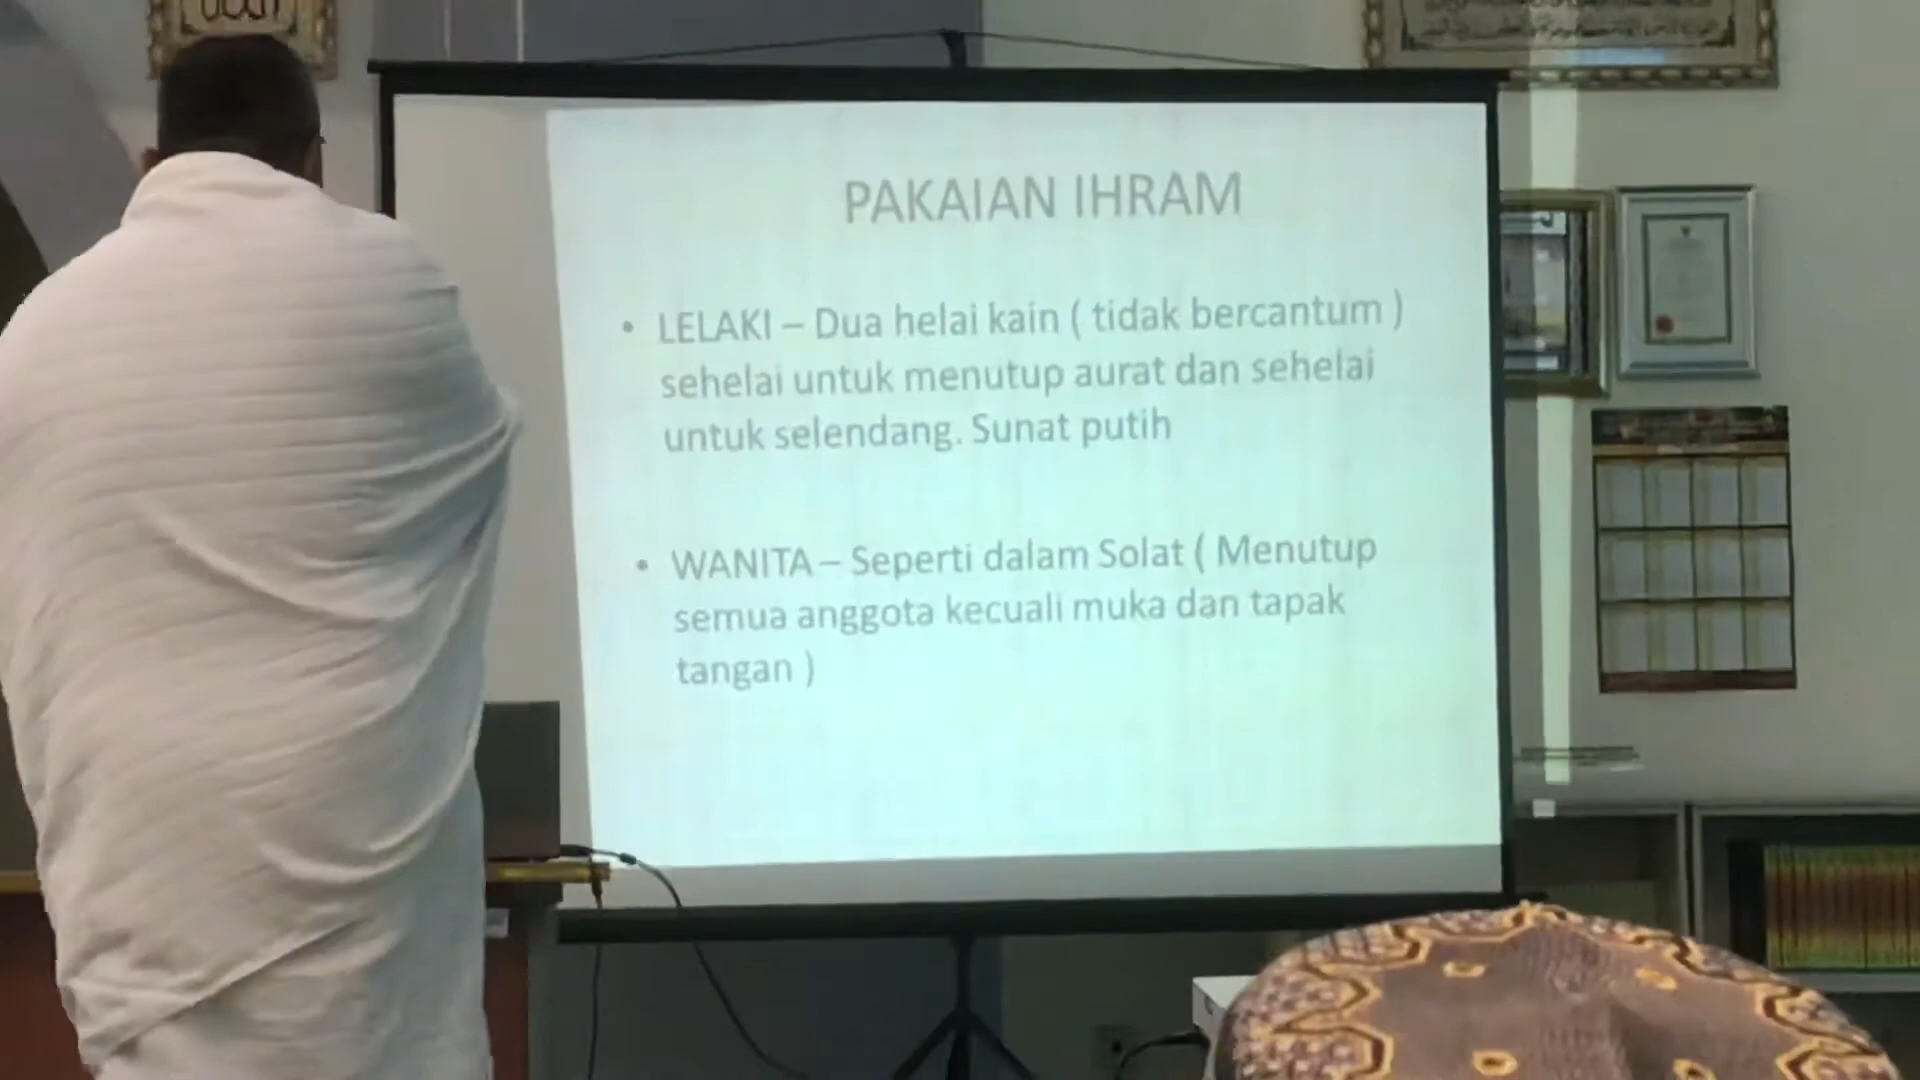 PAKAIAN IHRAM
• LELAKI – Dua helai kain ( tidak bercantum )
sehelai untuk menutup aurat dan sehelai
untuk selendang. Sunat putih
• WANITA – Seperti dalam Solat ( Menutup
semua anggota kecuali muka dan tapak
tangan )